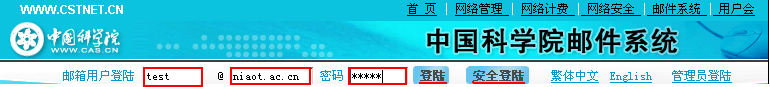 WWW.CSTNET.CN 首 页 | 网络管理 | 网络计费 | 网络安全 | 邮件系统 | 用户会
中国科学院 中国科学院邮件系统
WWW.CAS.CN
邮箱用户登陆 test @ niaot.ac.cn 密码 ***** 登陆 安全登陆 繁体中文 English 管理员登陆